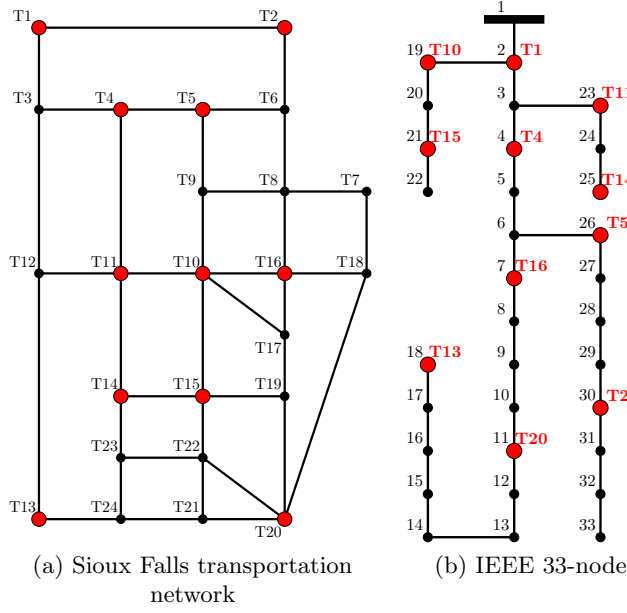 T1 T2
T3 T4 T5 T6
T9 T8 T7
T12 T11 T10 T16 T18
T17
T14 T15 T19
T23 T22
T13 T24 T21 T20
(a) Sioux Falls transportation
network
1
19 T10 2 T1
20 3 23 T11
21 T15 4 T4 24
22 5 25 T14
6 26 T5
7 T16 27
8 28
18 T13 9 29
17 10 30 T2
16 11 T20 31
15 12 32
14 13 33
(b) IEEE 33-node